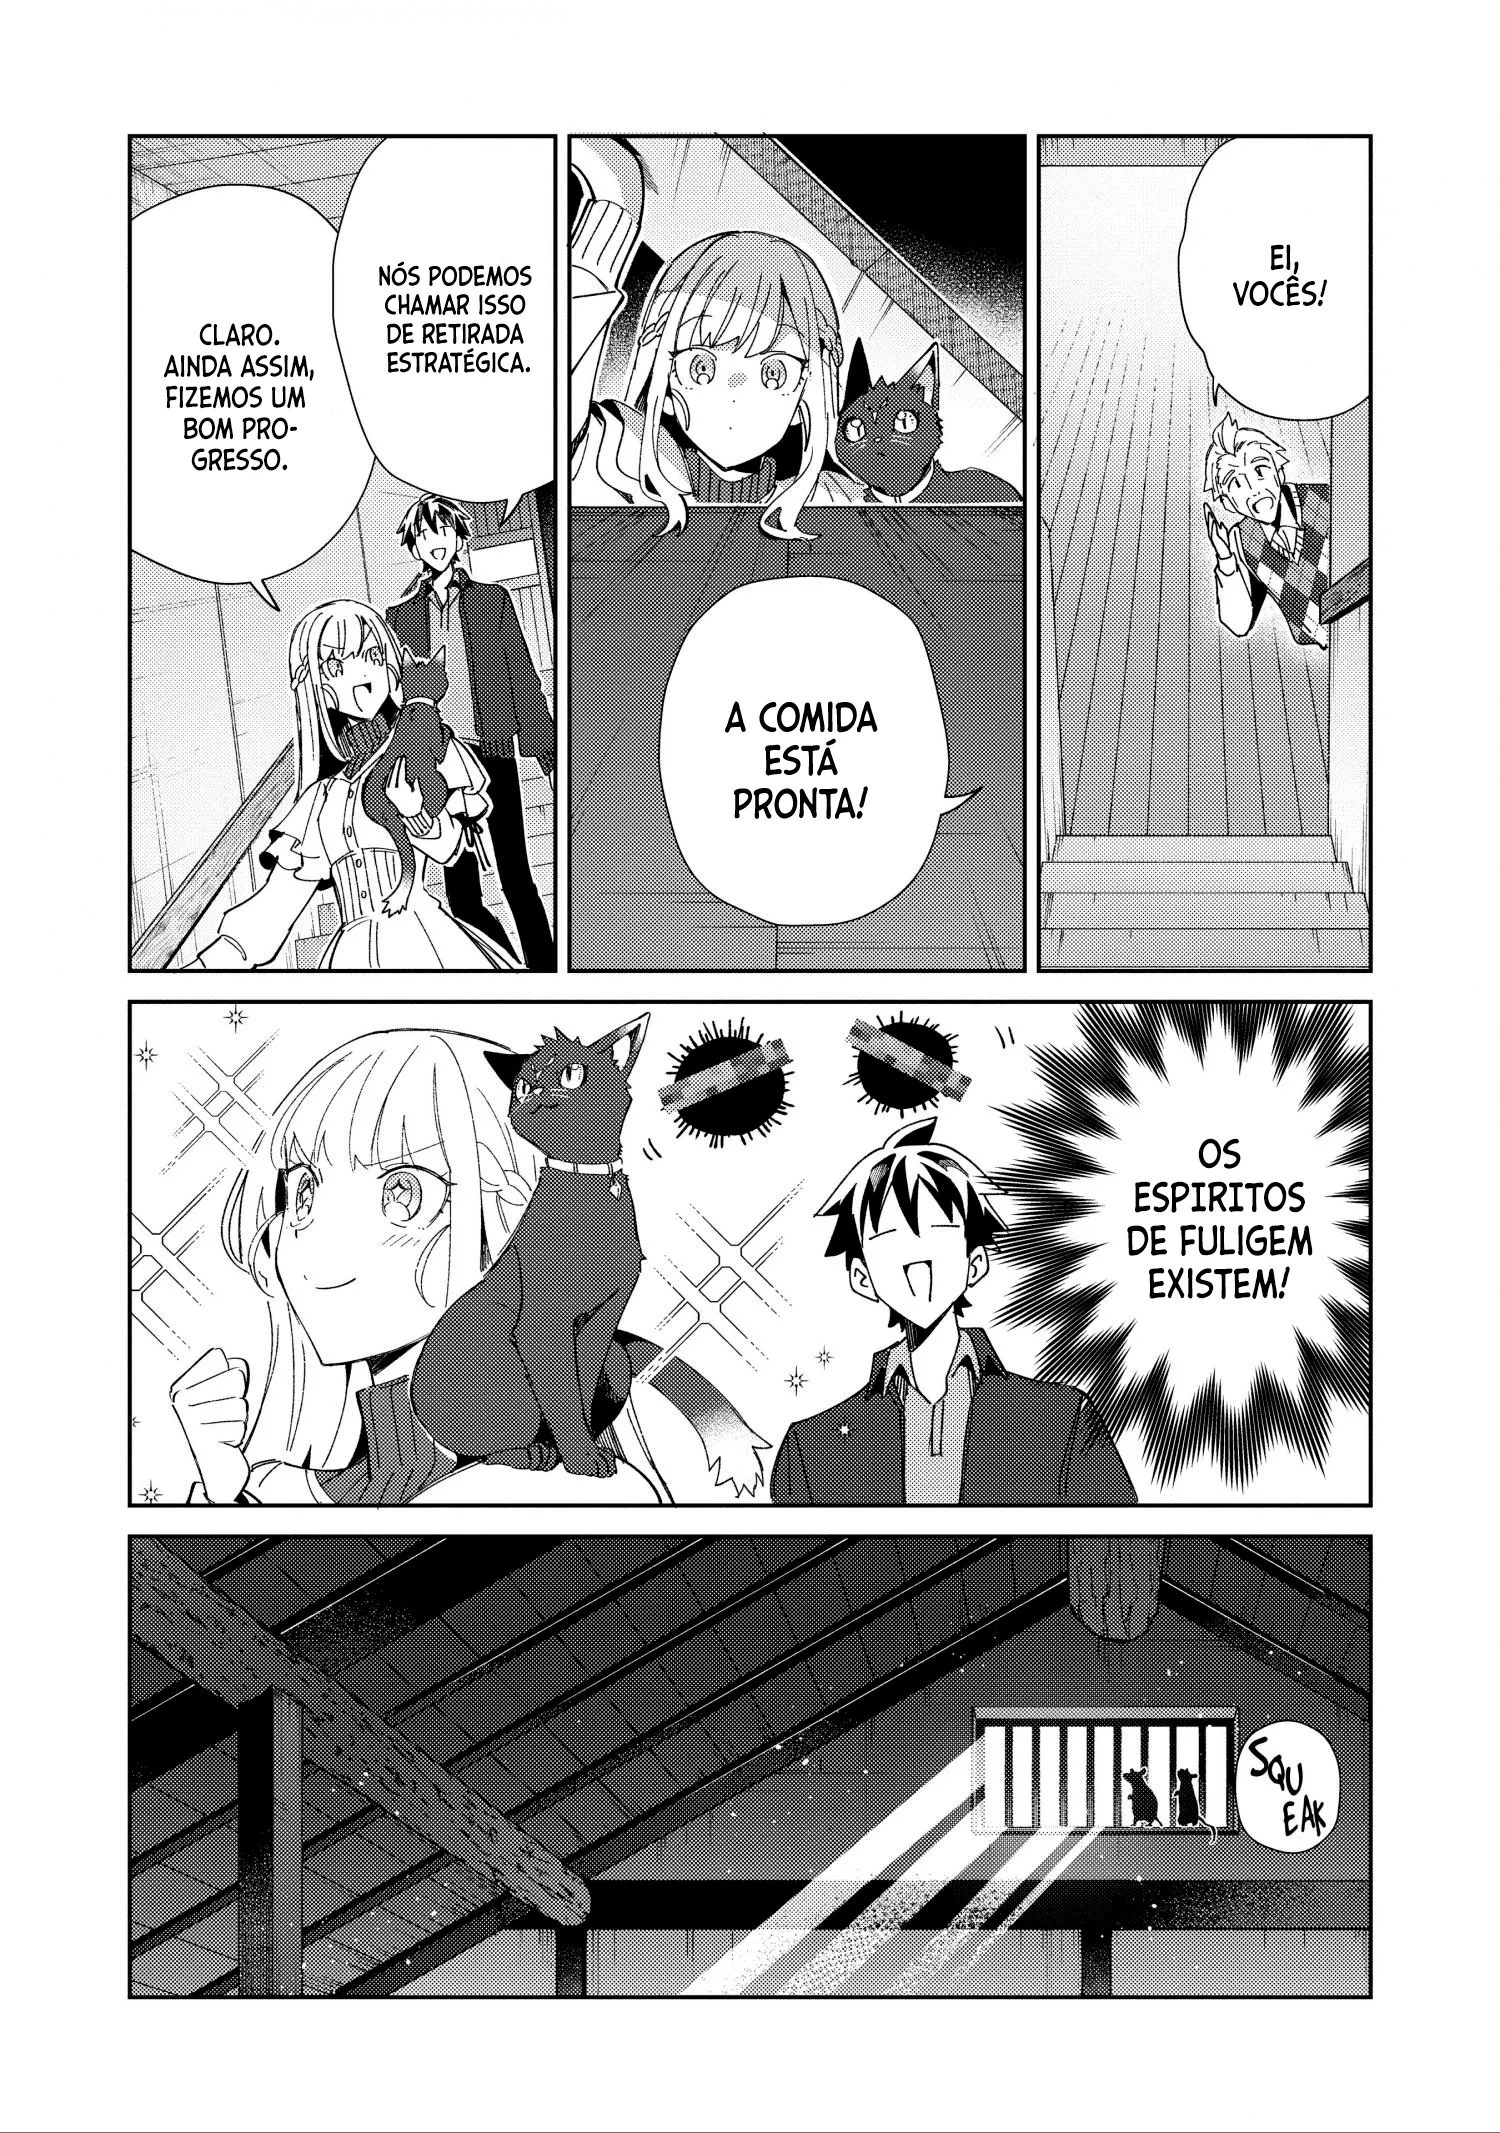 EI,
VOCÊS!
A COMIDA
ESTÁ
PRONTA!
NÓS PODEMOS
CHAMAR ISSO
DE RETIRADA
ESTRATÉGICA.
CLARO.
AINDA ASSIM,
FIZEMOS UM
BOM PRO-
GRESSO.
OS
ESPIRITOS
DE FULIGEM
EXISTEM!
SQU
EAK